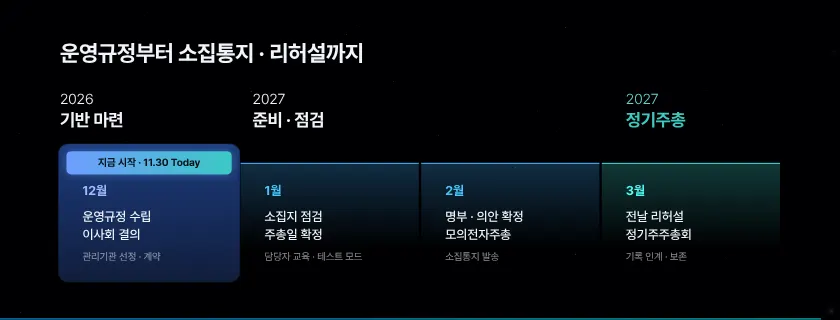 운영규정부터 소집통지 · 리허설까지
2026
기반 마련
2027
준비 · 점검
2027
정기주총
지금 시작 · 11.30 Today
12월
운영규정 수립
이사회 결의
관리기관 선정 · 계약
1월
소집지 점검
주총일 확정
담당자 교육 · 테스트 모드
2월
명부 · 의안 확정
모의전자주총
소집통지 발송
3월
전날 리허설
정기주주총회
기록 인계 · 보존